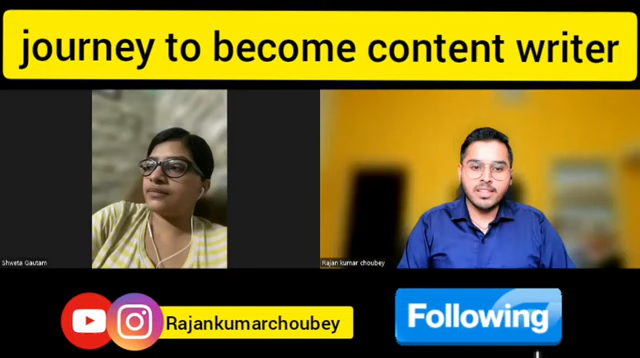 journey to become content writer
Shweta Gautam
Rajan kumar choubey
Rajankumarchoubey
Following